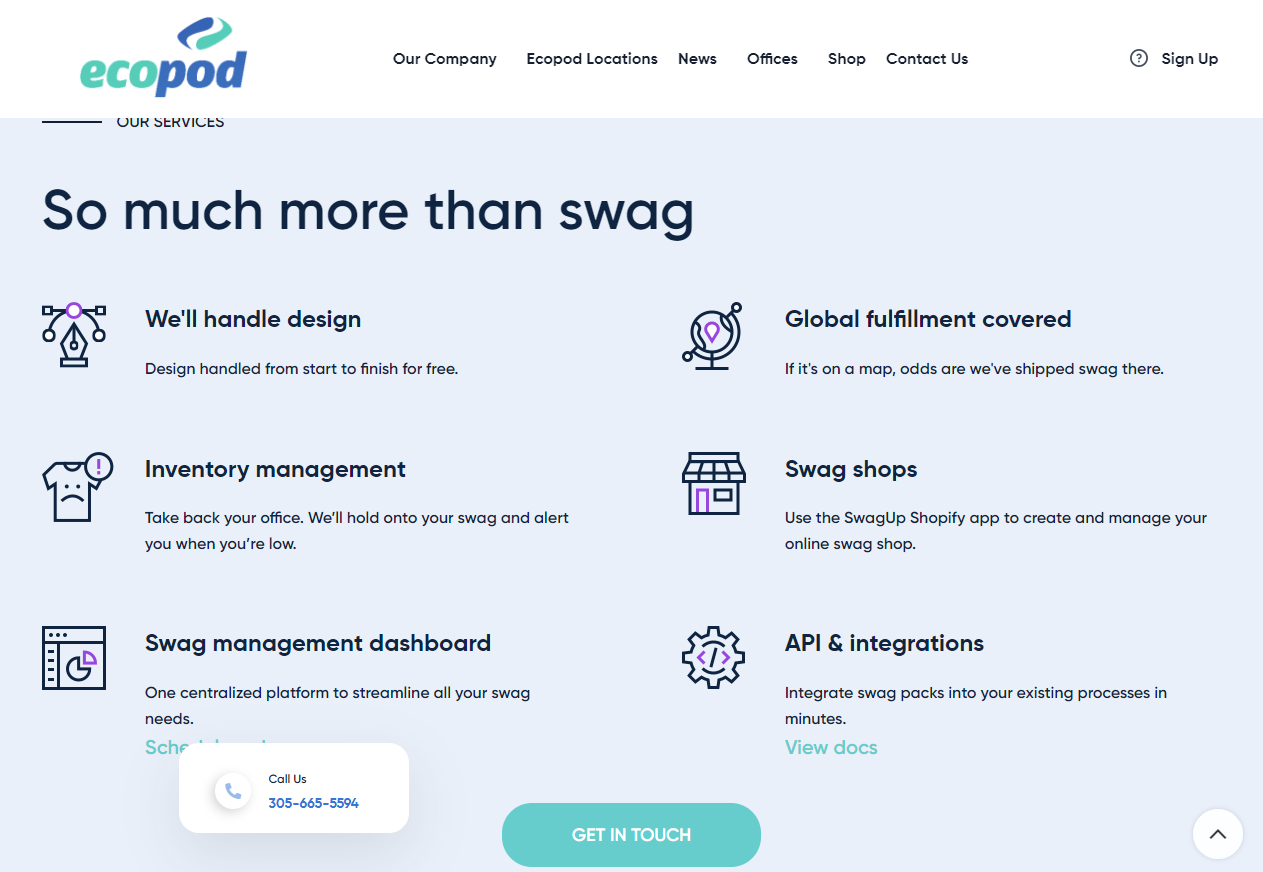 ecopod
Our Company Ecopod Locations News Offices Shop Contact Us ? Sign Up
OUR SERVICES
So much more than swag
We'll handle design
Design handled from start to finish for free.
Global fulfillment covered
If it's on a map, odds are we've shipped swag there.
Inventory management
Take back your office. We’ll hold onto your swag and alert
you when you’re low.
Swag shops
Use the SwagUp Shopify app to create and manage your
online swag shop.
Swag management dashboard
One centralized platform to streamline all your swag
needs.
API & integrations
Integrate swag packs into your existing processes in
minutes.
View docs
Call Us
305-665-5594
GET IN TOUCH